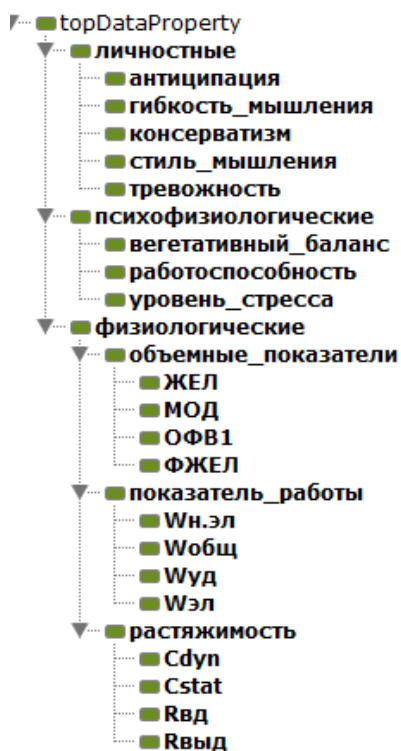 topDataProperty
личностные
антиципация
гибкость_мышления
консерватизм
стиль_мышления
тревожность
психофизиологические
вегетативный_баланс
работоспособность
уровень_стресса
физиологические
объемные_показатели
ЖЕЛ
МОД
ОФВ1
ФЖЕЛ
показатель_работы
Wн.эл
Wобщ
Wуд
Wэл
растяжимость
Cdyn
Cstat
Rвд
Rвыд